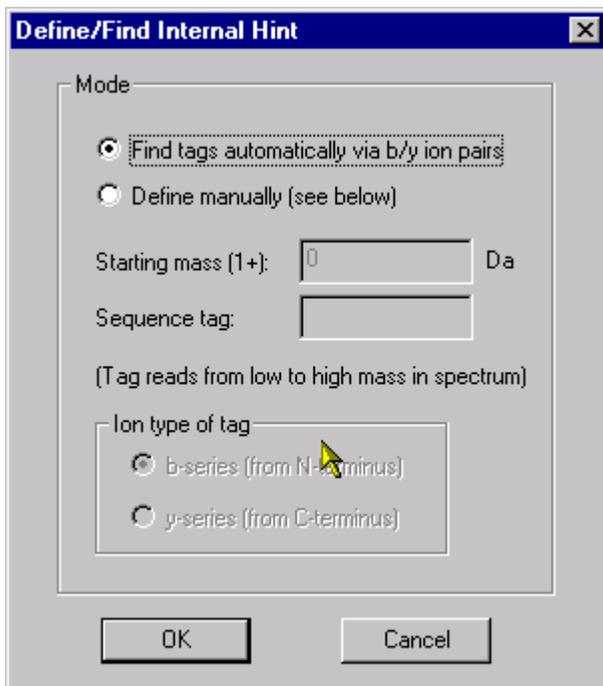 Define/Find Internal Hint
Mode
Find tags automatically via b/y ion pairs
Define manually (see below)
Starting mass (1+): 0 Da
Sequence tag:
(Tag reads from low to high mass in spectrum)
Ion type of tag
b-series (from N-terminus)
y-series (from C-terminus)
OK Cancel